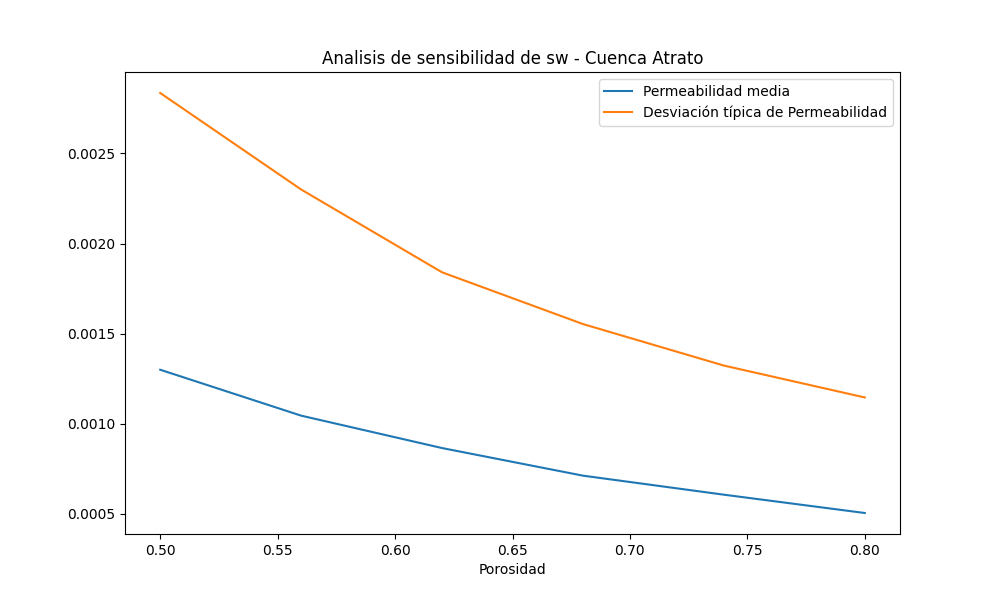 Analisis de sensibilidad de sw - Cuenca Atrato
Permeabilidad media
Desviación típica de Permeabilidad
0.0025
0.0020
0.0015
0.0010
0.0005
0.50 0.55 0.60 0.65 0.70 0.75 0.80
Porosidad